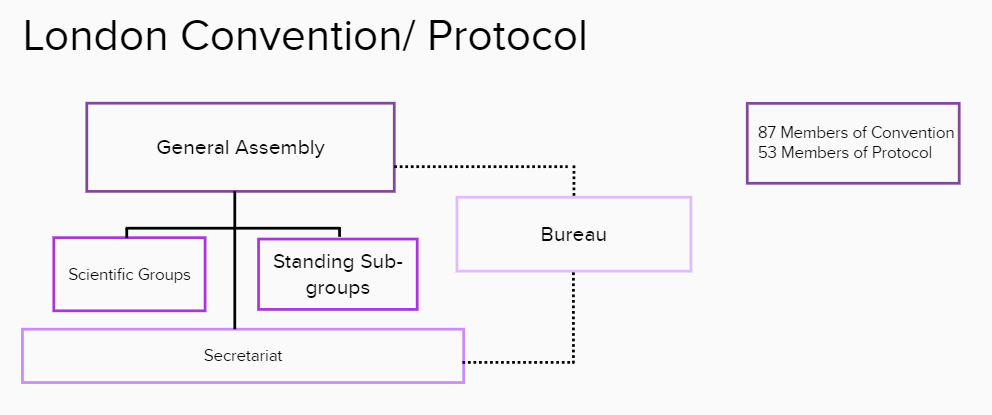 London Convention/ Protocol
General Assembly
87 Members of Convention
53 Members of Protocol
Bureau
Scientific Groups
Standing Sub-
groups
Secretariat